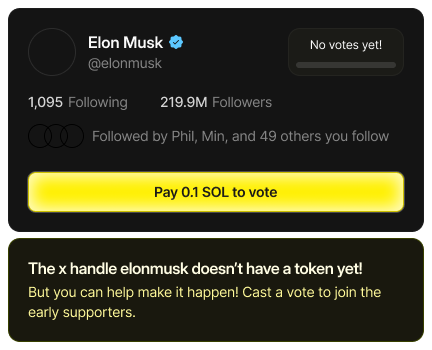 Elon Musk
@elonmusk
No votes yet!
1,095 Following 219.9M Followers
Followed by Phil, Min, and 49 others you follow
Pay 0.1 SOL to vote
The x handle elonmusk doesn’t have a token yet!
But you can help make it happen! Cast a vote to join the
early supporters.